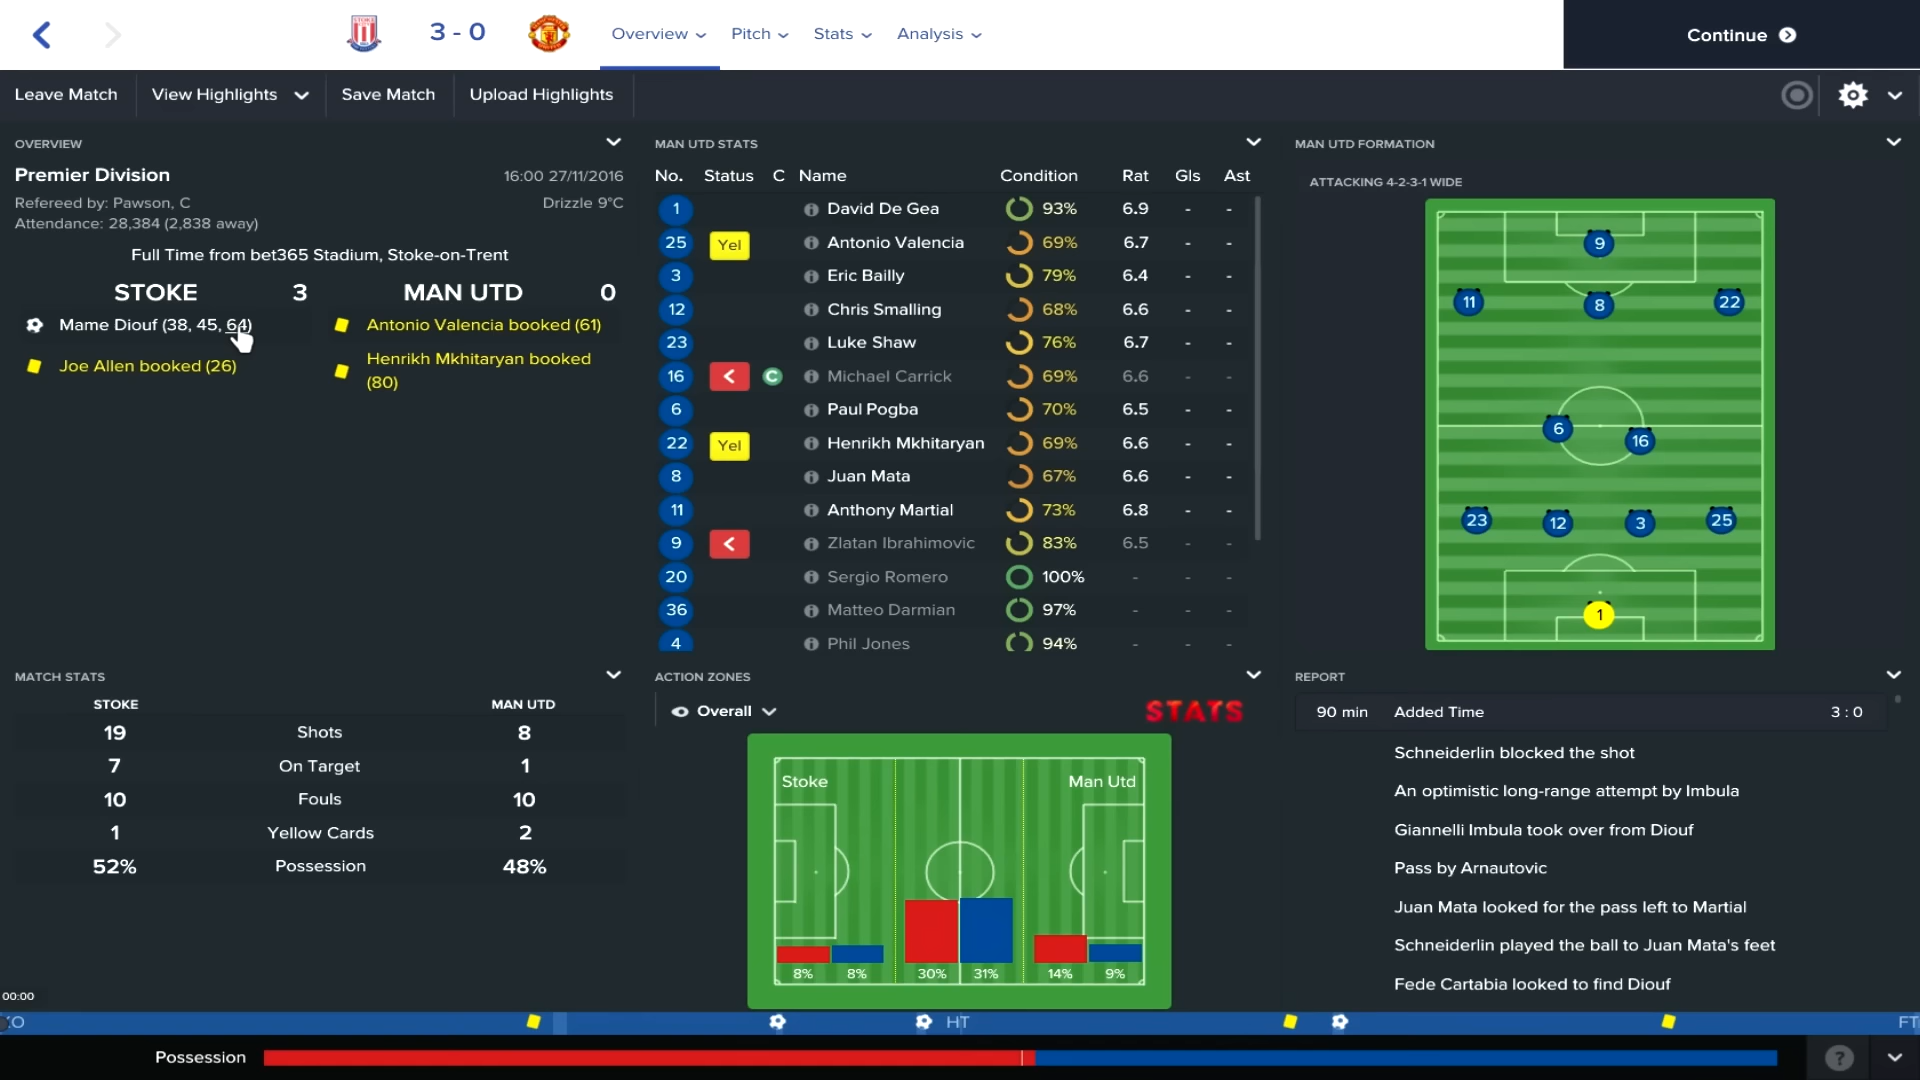 3 - 0
Overview
Pitch
Stats
Analysis
Continue
Leave Match
View Highlights
Save Match
Upload Highlights
OVERVIEW
Premier Division
16:00 27/11/2016
Refereed by: Pawson, C
Drizzle 9°C
Attendance: 28,384 (2,838 away)
Full Time from bet365 Stadium, Stoke-on-Trent
STOKE 3 MAN UTD 0
Mame Diouf (38, 45, 64)
Joe Allen booked (26)
Antonio Valencia booked (61)
Henrikh Mkhitaryan booked
(80)
MAN UTD STATS
No. Status C Name Condition Rat Gls Ast
1 David De Gea 93% 6.9 - -
25 Yel Antonio Valencia 69% 6.7 - -
3 Eric Bailly 79% 6.4 - -
12 Chris Smalling 68% 6.6 - -
23 Luke Shaw 76% 6.7 - -
16 C Michael Carrick 69% 6.6 - -
6 Paul Pogba 70% 6.5 - -
22 Yel Henrikh Mkhitaryan 69% 6.6 - -
8 Juan Mata 67% 6.6 - -
11 Anthony Martial 73% 6.8 - -
9 Zlatan Ibrahimovic 83% 6.5 - -
20 Sergio Romero 100% - - -
36 Matteo Darmian 97% - - -
4 Phil Jones 94% - - -
MAN UTD FORMATION
ATTACKING 4-2-3-1 WIDE
9
11 8 22
6 16
23 12 3 25
1
MATCH STATS
STOKE MAN UTD
19 Shots 8
7 On Target 1
10 Fouls 10
1 Yellow Cards 2
52% Possession 48%
ACTION ZONES
Overall
STATS
Stoke Man Utd
8% 8% 30% 31% 14% 9%
REPORT
90 min Added Time 3 : 0
Schneiderlin blocked the shot
An optimistic long-range attempt by Imbula
Giannelli Imbula took over from Diouf
Pass by Arnautovic
Juan Mata looked for the pass left to Martial
Schneiderlin played the ball to Juan Mata's feet
Fede Cartabia looked to find Diouf
00:00
HT
FT
Possession
?